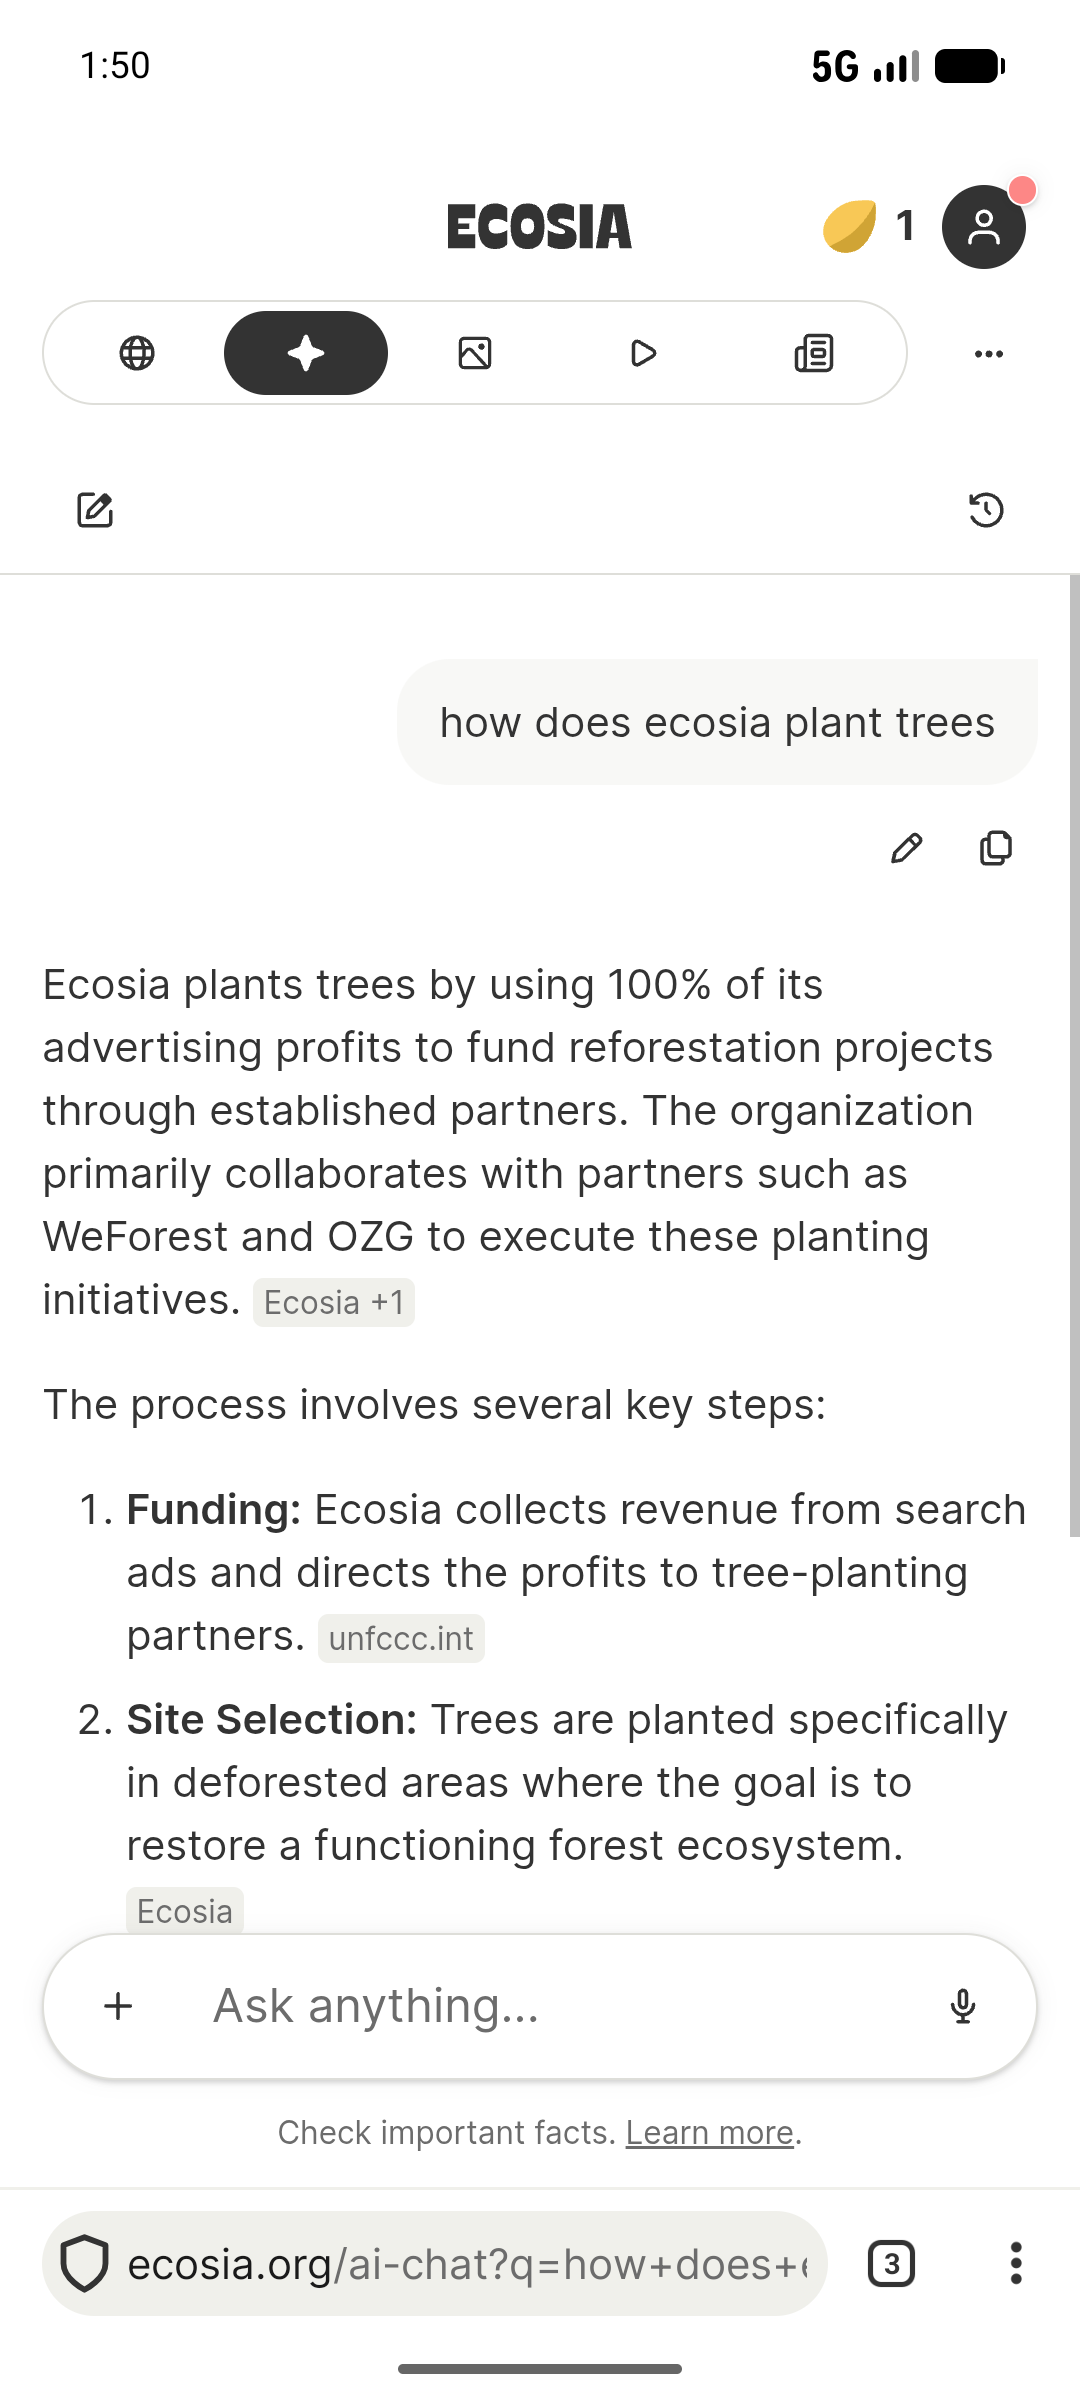 1:50
5G
ECOSIA
1
how does ecosia plant trees
Ecosia plants trees by using 100% of its
advertising profits to fund reforestation projects
through established partners. The organization
primarily collaborates with partners such as
WeForest and OZG to execute these planting
initiatives. Ecosia +1
The process involves several key steps:
1. Funding: Ecosia collects revenue from search
ads and directs the profits to tree-planting
partners. unfccc.int
2. Site Selection: Trees are planted specifically
in deforested areas where the goal is to
restore a functioning forest ecosystem.
Ecosia
Ask anything...
Check important facts. Learn more.
ecosia.org/ai-chat?q=how+does+
3